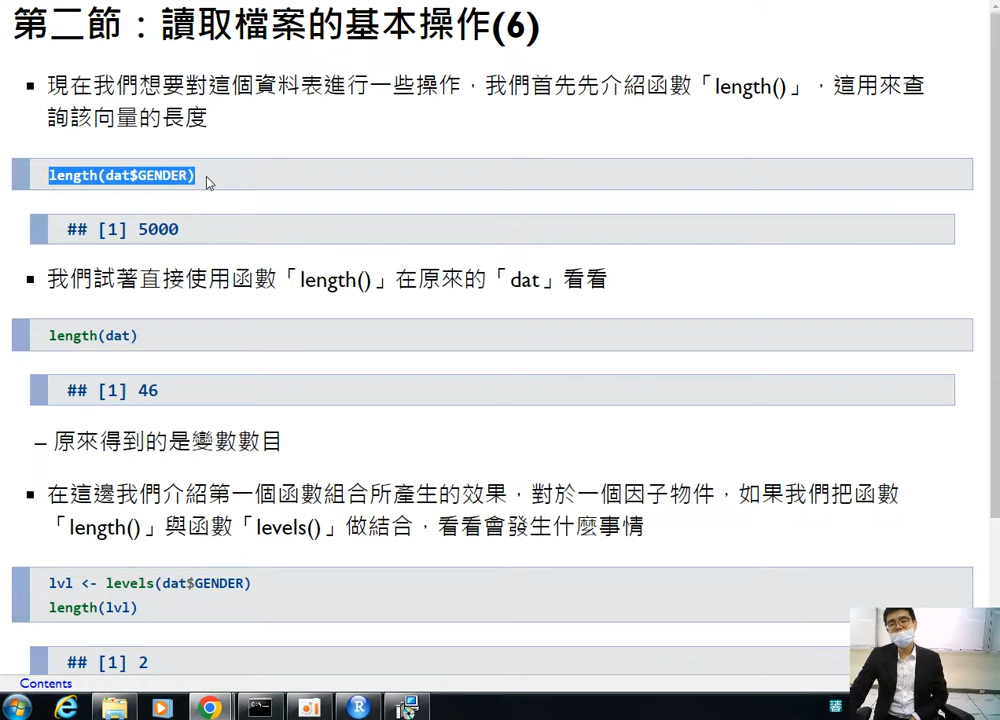 第二節：讀取檔案的基本操作(6)
▪ 現在我們想要對這個資料表進行一些操作，我們首先先介紹函數「length()」，這用來查
詢該向量的長度
length(dat$GENDER)
## [1] 5000
▪ 我們試著直接使用函數「length()」在原來的「dat」看看
length(dat)
## [1] 46
– 原來得到的是變數數目
▪ 在這邊我們介紹第一個函數組合所產生的效果，對於一個因子物件，如果我們把函數
「length()」與函數「levels()」做結合，看看會發生什麼事情
lvl <- levels(dat$GENDER)
length(lvl)
## [1] 2
Contents